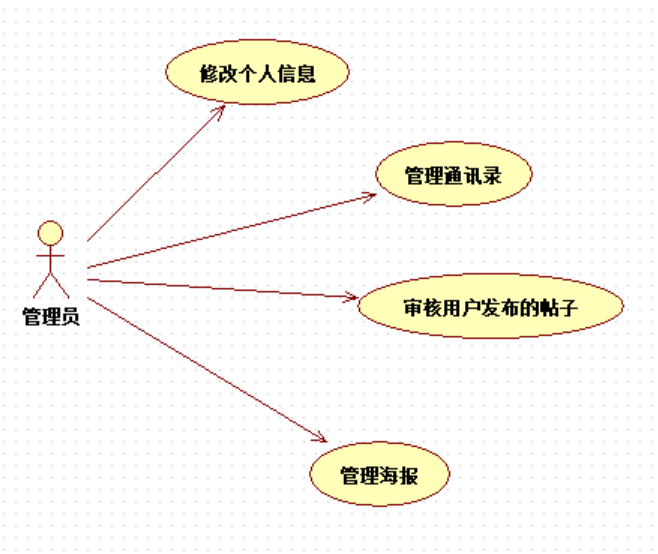 修改个人信息
管理通讯录
管理员
审核用户发布的帖子
管理海报